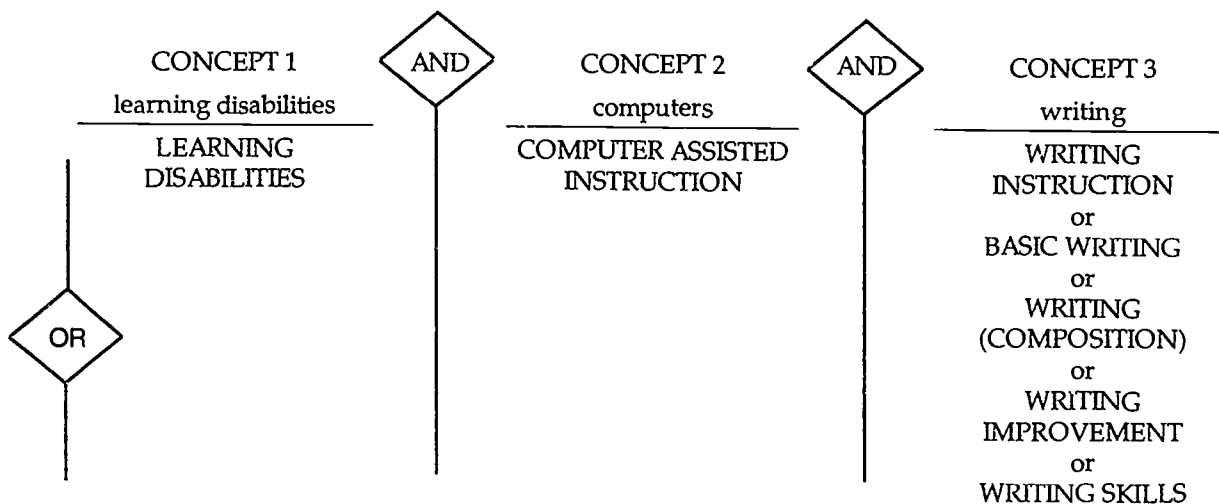 CONCEPT 1
learning disabilities
LEARNING
DISABILITIES
OR
AND
CONCEPT 2
computers
COMPUTER ASSISTED
INSTRUCTION
AND
CONCEPT 3
writing
WRITING
INSTRUCTION
or
BASIC WRITING
or
WRITING
(COMPOSITION)
or
WRITING
IMPROVEMENT
or
WRITING SKILLS